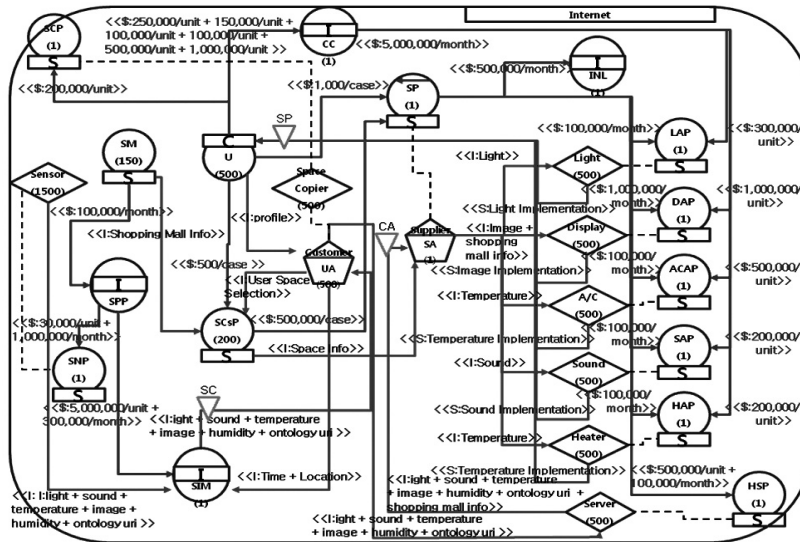 Internet
SCP
(1)
S
<<$:250,000/unit + 150,000/unit +
100,000/unit + 100,000/unit +
500,000/unit + 1,000,000/unit>>
I
CC
(1)
<<$:5,000,000/month>>
<<$:200,000/unit>>
<<$:1,000/case>>
SP
(1)
S
<<$:500,000/month>>
I
INL
(1)
SM
(150)
S
C
U
(500)
SP
Sensor
(1500)
<<$:100,000/month>>
<<I:Shopping Mall Info>>
Space
Copier
(500)
<<I:profile>>
Customer
UA
(500)
CA
Supplier
SA
(1)
<<I:Light>>
Light
(500)
<<$:100,000/month>>
LAP
(1)
S
<<$:300,000/
unit>>
<<S:Light Implementation>>
<<$:1,000,000/
month>>
<<I:Image +
shopping
mall info>>
Display
(500)
DAP
(1)
S
<<$:1,000,000/
unit>>
<<S:Image Implementation>>
<<$:100,000/
month>>
<<I:Temperature>>
A/C
(500)
ACAP
(1)
S
<<$:500,000/
unit>>
<<S:Temperature Implementation>>
<<$:100,000/
month>>
<<I:Sound>>
Sound
(500)
SAP
(1)
S
<<$:200,000/
unit>>
<<S:Sound Implementation>>
<<$:100,000/
month>>
<<I:Temperature>>
Heater
(500)
HAP
(1)
S
<<$:200,000/
unit>>
<<S:Temperature Implementation>>
<<$:500/case >>
<<I:User Space
Selection>>
I
SPP
(1)
<<$:30,000/unit +
1,000,000/month>>
SCsP
(200)
S
<<$:500,000/case>>
<<I:Space Info>>
SNP
(1)
S
<<$:5,000,000/unit +
300,000/month>>
SC
<<I:ight + sound + temperature
+ image + humidity + ontology uri >>
I
SIM
(1)
<<I:Time + Location>>
<<I: I:light + sound +
temperature + image +
humidity + ontology uri >>
<<I:ight + sound + temperature
+ image + humidity + ontology uri +
shopping mall info>>
<<I:ight + sound + temperature
+ image + humidity + ontology uri >>
Server
(500)
<<$:500,000/unit +
100,000/month>>
HSP
(1)
S